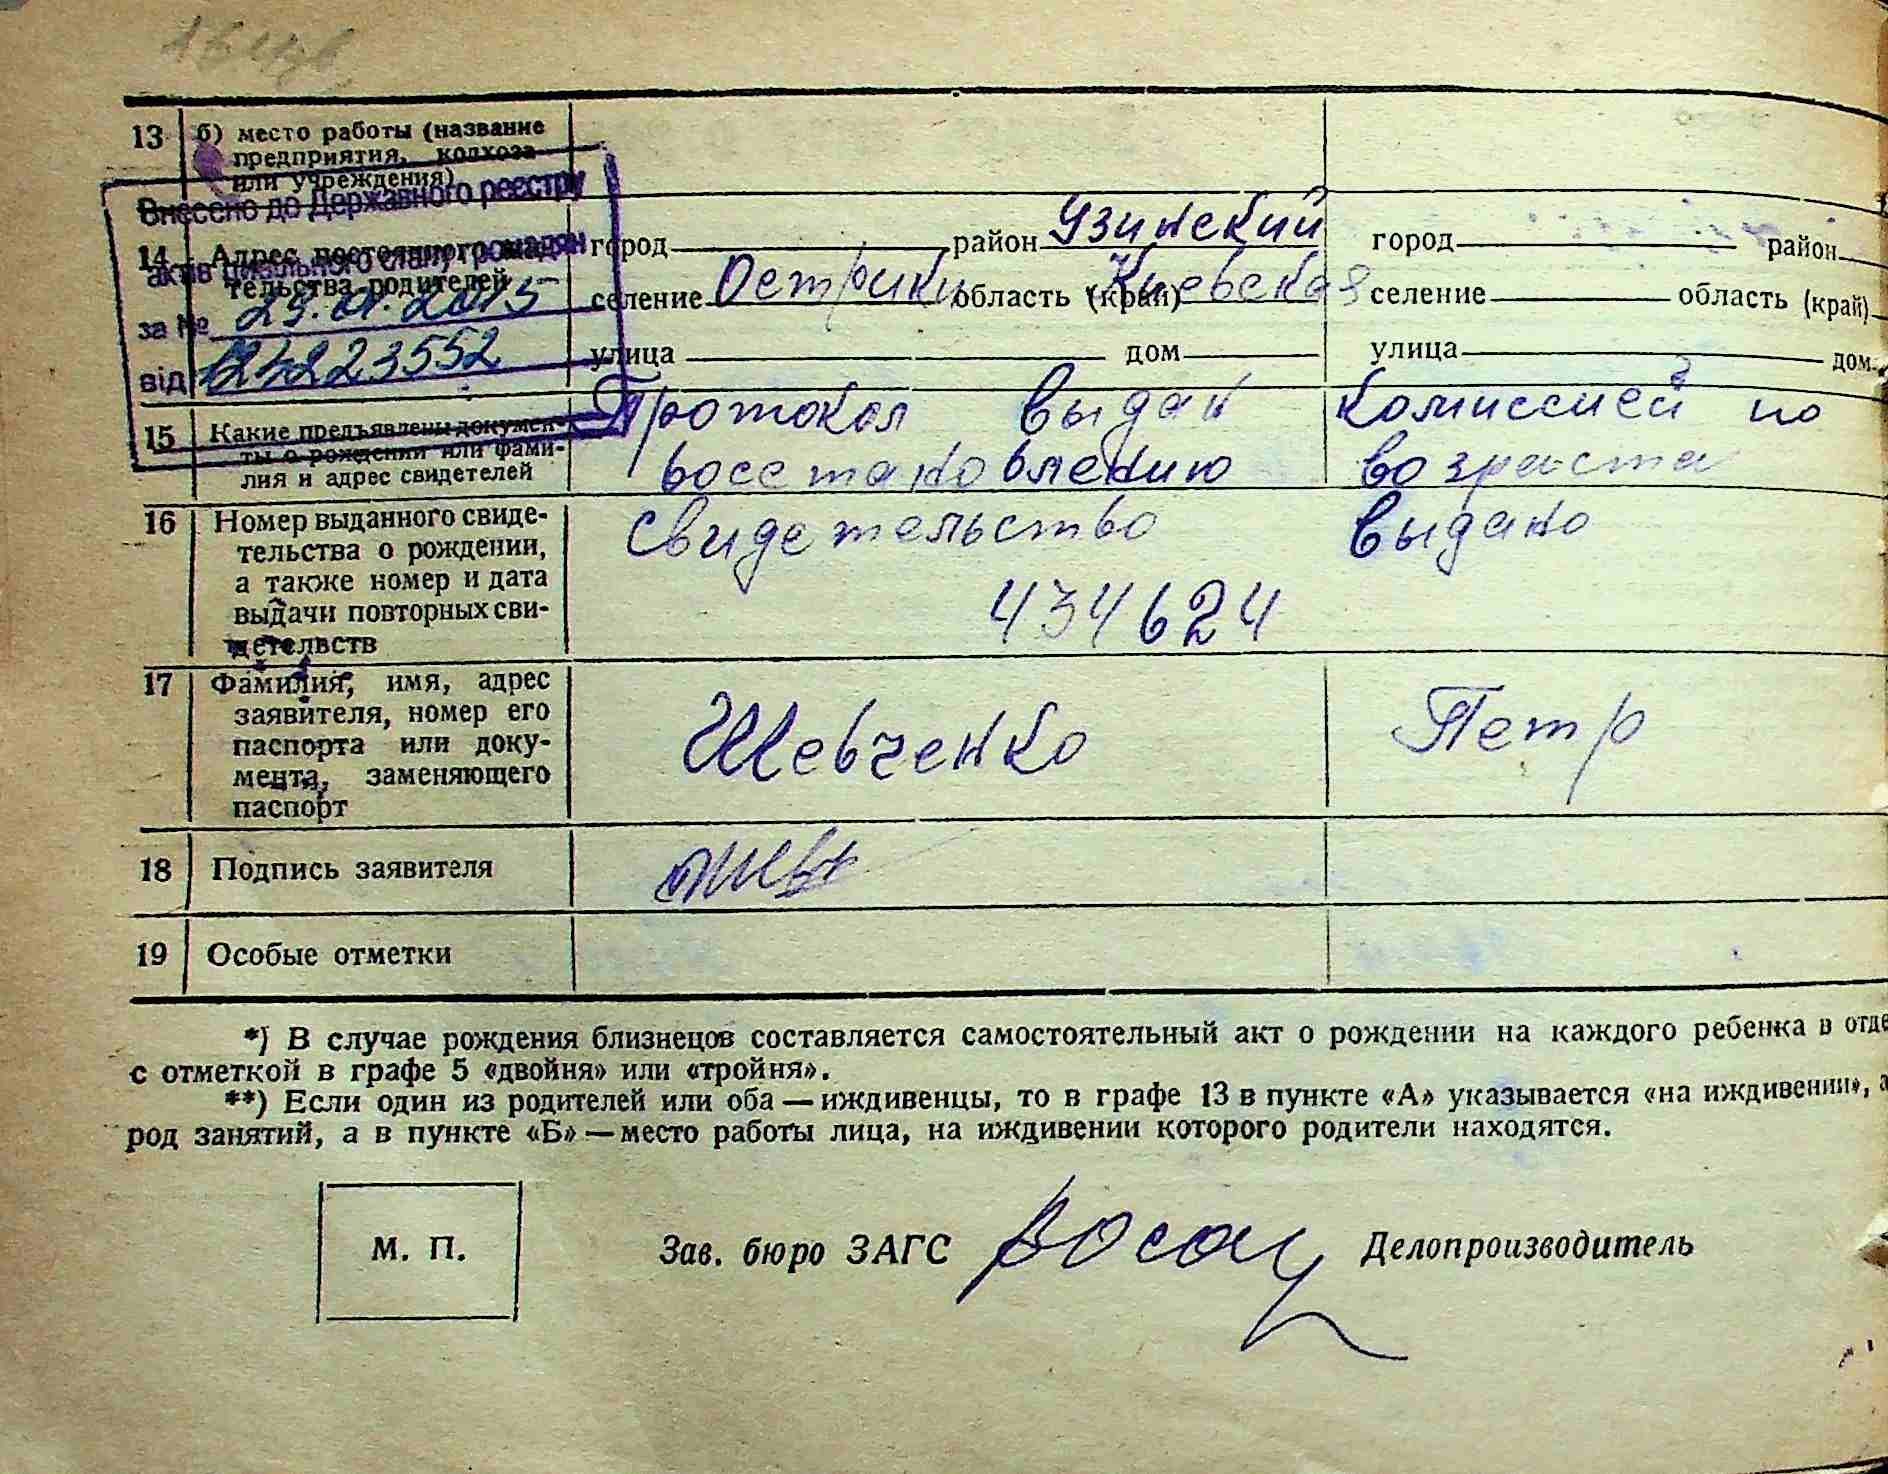 13 б) место работы (название
предприятия, колхоза
или учреждения)
Внесено до Державного реєстру
актів цивільного стану громадян
за № 29.01.2015
від 124223552
14 Адрес постоянного жи-
тельства родителей
город район Узинский
селение Острики область (край) Киевская
улица дом
город район
селение область (край)
улица дом
15 Какие предъявлены докумен-
ты о рождении или фами-
лия и адрес свидетелей
Протокол выдан комиссией по
восстановлению возраста
16 Номер выданного свиде-
тельства о рождении,
а также номер и дата
выдачи повторных сви-
детелвств
Свидетельство выдано
434624
17 Фамилия, имя, адрес
заявителя, номер его
паспорта или доку-
мента, заменяющего
паспорт
Шевченко Петр
18 Подпись заявителя
19 Особые отметки
*) В случае рождения близнецов составляется самостоятельный акт о рождении на каждого ребенка в отде
с отметкой в графе 5 «двойня» или «тройня».
**) Если один из родителей или оба — иждивенцы, то в графе 13 в пункте «А» указывается «на иждивении», а
род занятий, а в пункте «Б» — место работы лица, на иждивении которого родители находятся.
М. П.
Зав. бюро ЗАГС Делопроизводитель